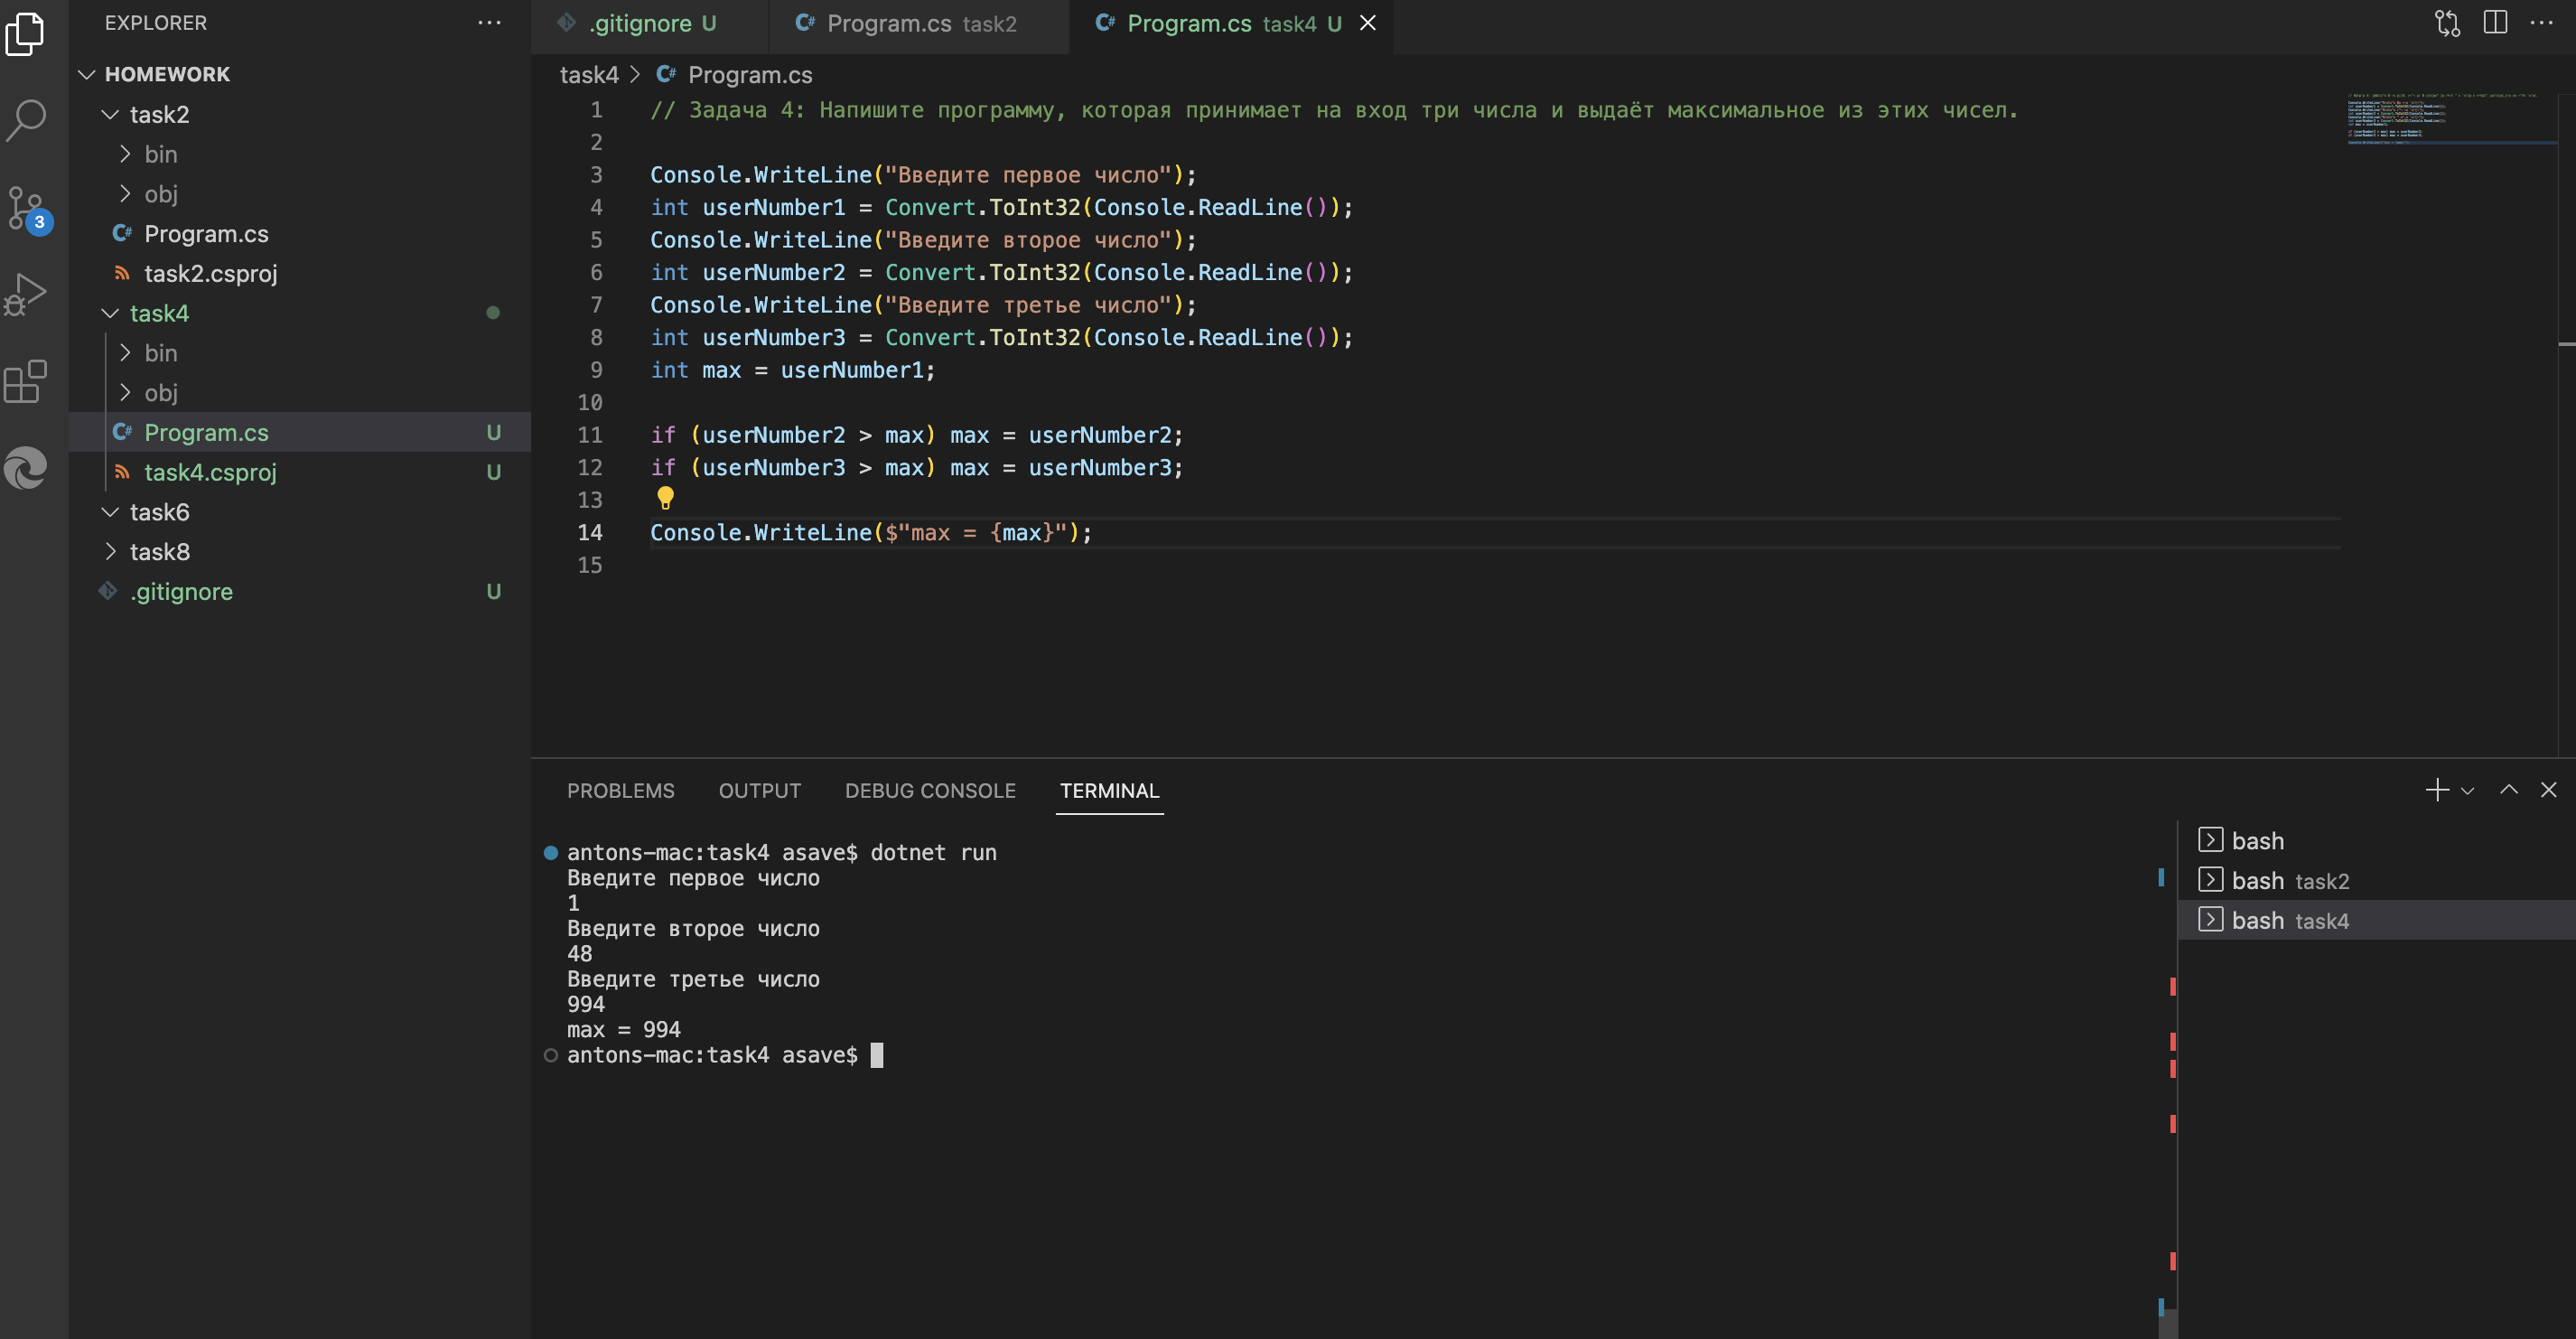 EXPLORER
HOMEWORK
task2
bin
obj
C# Program.cs
task2.csproj
task4
bin
obj
C# Program.cs U
task4.csproj U
task6
task8
.gitignore U
3
.gitignore U
C# Program.cs task2
C# Program.cs task4 U
task4 > C# Program.cs
1 // Задача 4: Напишите программу, которая принимает на вход три числа и выдаёт максимальное из этих чисел.
2
3 Console.WriteLine("Введите первое число");
4 int userNumber1 = Convert.ToInt32(Console.ReadLine());
5 Console.WriteLine("Введите второе число");
6 int userNumber2 = Convert.ToInt32(Console.ReadLine());
7 Console.WriteLine("Введите третье число");
8 int userNumber3 = Convert.ToInt32(Console.ReadLine());
9 int max = userNumber1;
10
11 if (userNumber2 > max) max = userNumber2;
12 if (userNumber3 > max) max = userNumber3;
13
14 Console.WriteLine($"max = {max}");
15
PROBLEMS OUTPUT DEBUG CONSOLE TERMINAL
antons-mac:task4 asave$ dotnet run
Введите первое число
1
Введите второе число
48
Введите третье число
994
max = 994
antons-mac:task4 asave$
bash
bash task2
bash task4